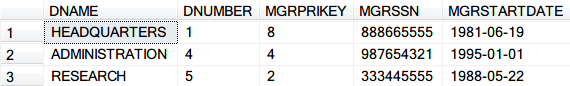 DNAME DNUMBER MGRPRIKEY MGRSSN MGRSTARTDATE
1 HEADQUARTERS 1 8 888665555 1981-06-19
2 ADMINISTRATION 4 4 987654321 1995-01-01
3 RESEARCH 5 2 333445555 1988-05-22